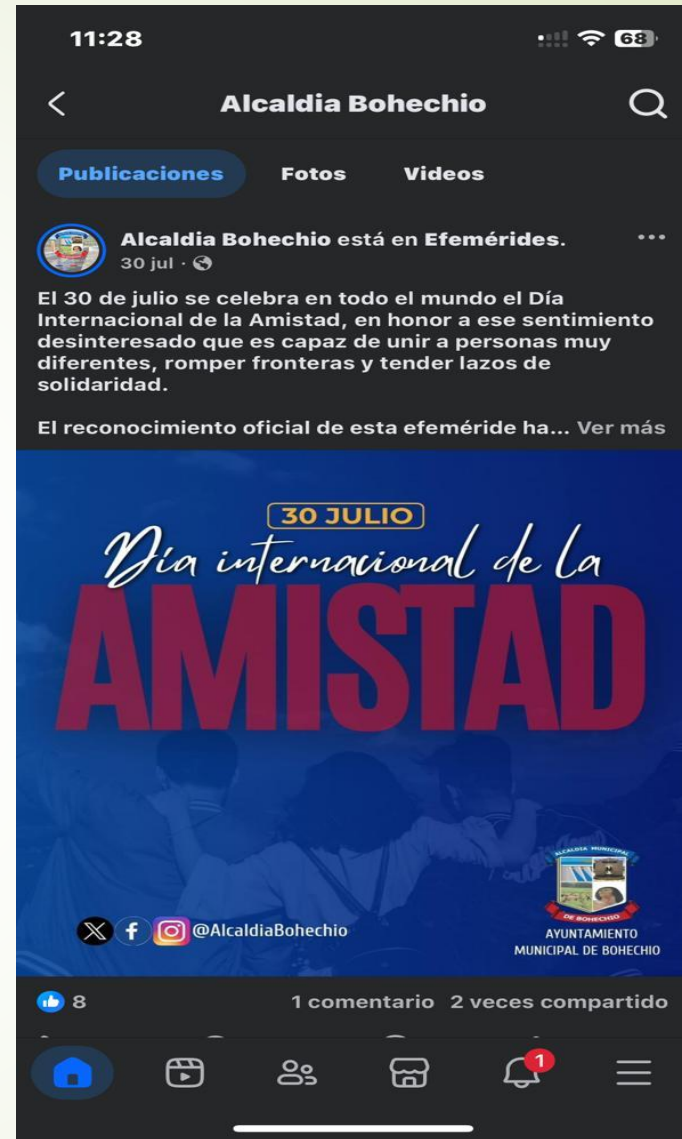 11:28
68
Alcaldia Bohechio
Publicaciones Fotos Videos
Alcaldia Bohechio está en Efemérides.
30 jul ·
El 30 de julio se celebra en todo el mundo el Día
Internacional de la Amistad, en honor a ese sentimiento
desinteresado que es capaz de unir a personas muy
diferentes, romper fronteras y tender lazos de
solidaridad.
El reconocimiento oficial de esta efeméride ha... Ver más
30 JULIO
Día internacional de la
AMISTAD
ALCALDIA MUNICIPAL
DE BOHECHIO
@AlcaldiaBohechio
AYUNTAMIENTO
MUNICIPAL DE BOHECHIO
8
1 comentario 2 veces compartido
1